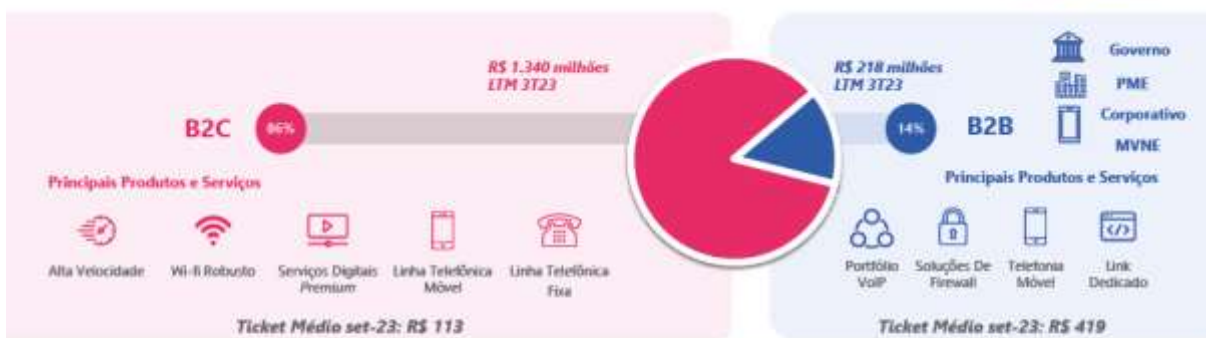 R$ 1.340 milhões
LTM 3T23
B2C
86%
Principais Produtos e Serviços
Alta Velocidade
Wi-fi Robusto
Serviços Digitais
Premium
Linha Telefônica
Móvel
Linha Telefônica
Fixa
Ticket Médio set-23: R$ 113
R$ 218 milhões
LTM 3T23
14%
B2B
Governo
PME
Corporativo
MVNE
Principais Produtos e Serviços
Portfólio
VoIP
Soluções De
Firewall
Telefonia
Móvel
Link
Dedicado
Ticket Médio set-23: R$ 419